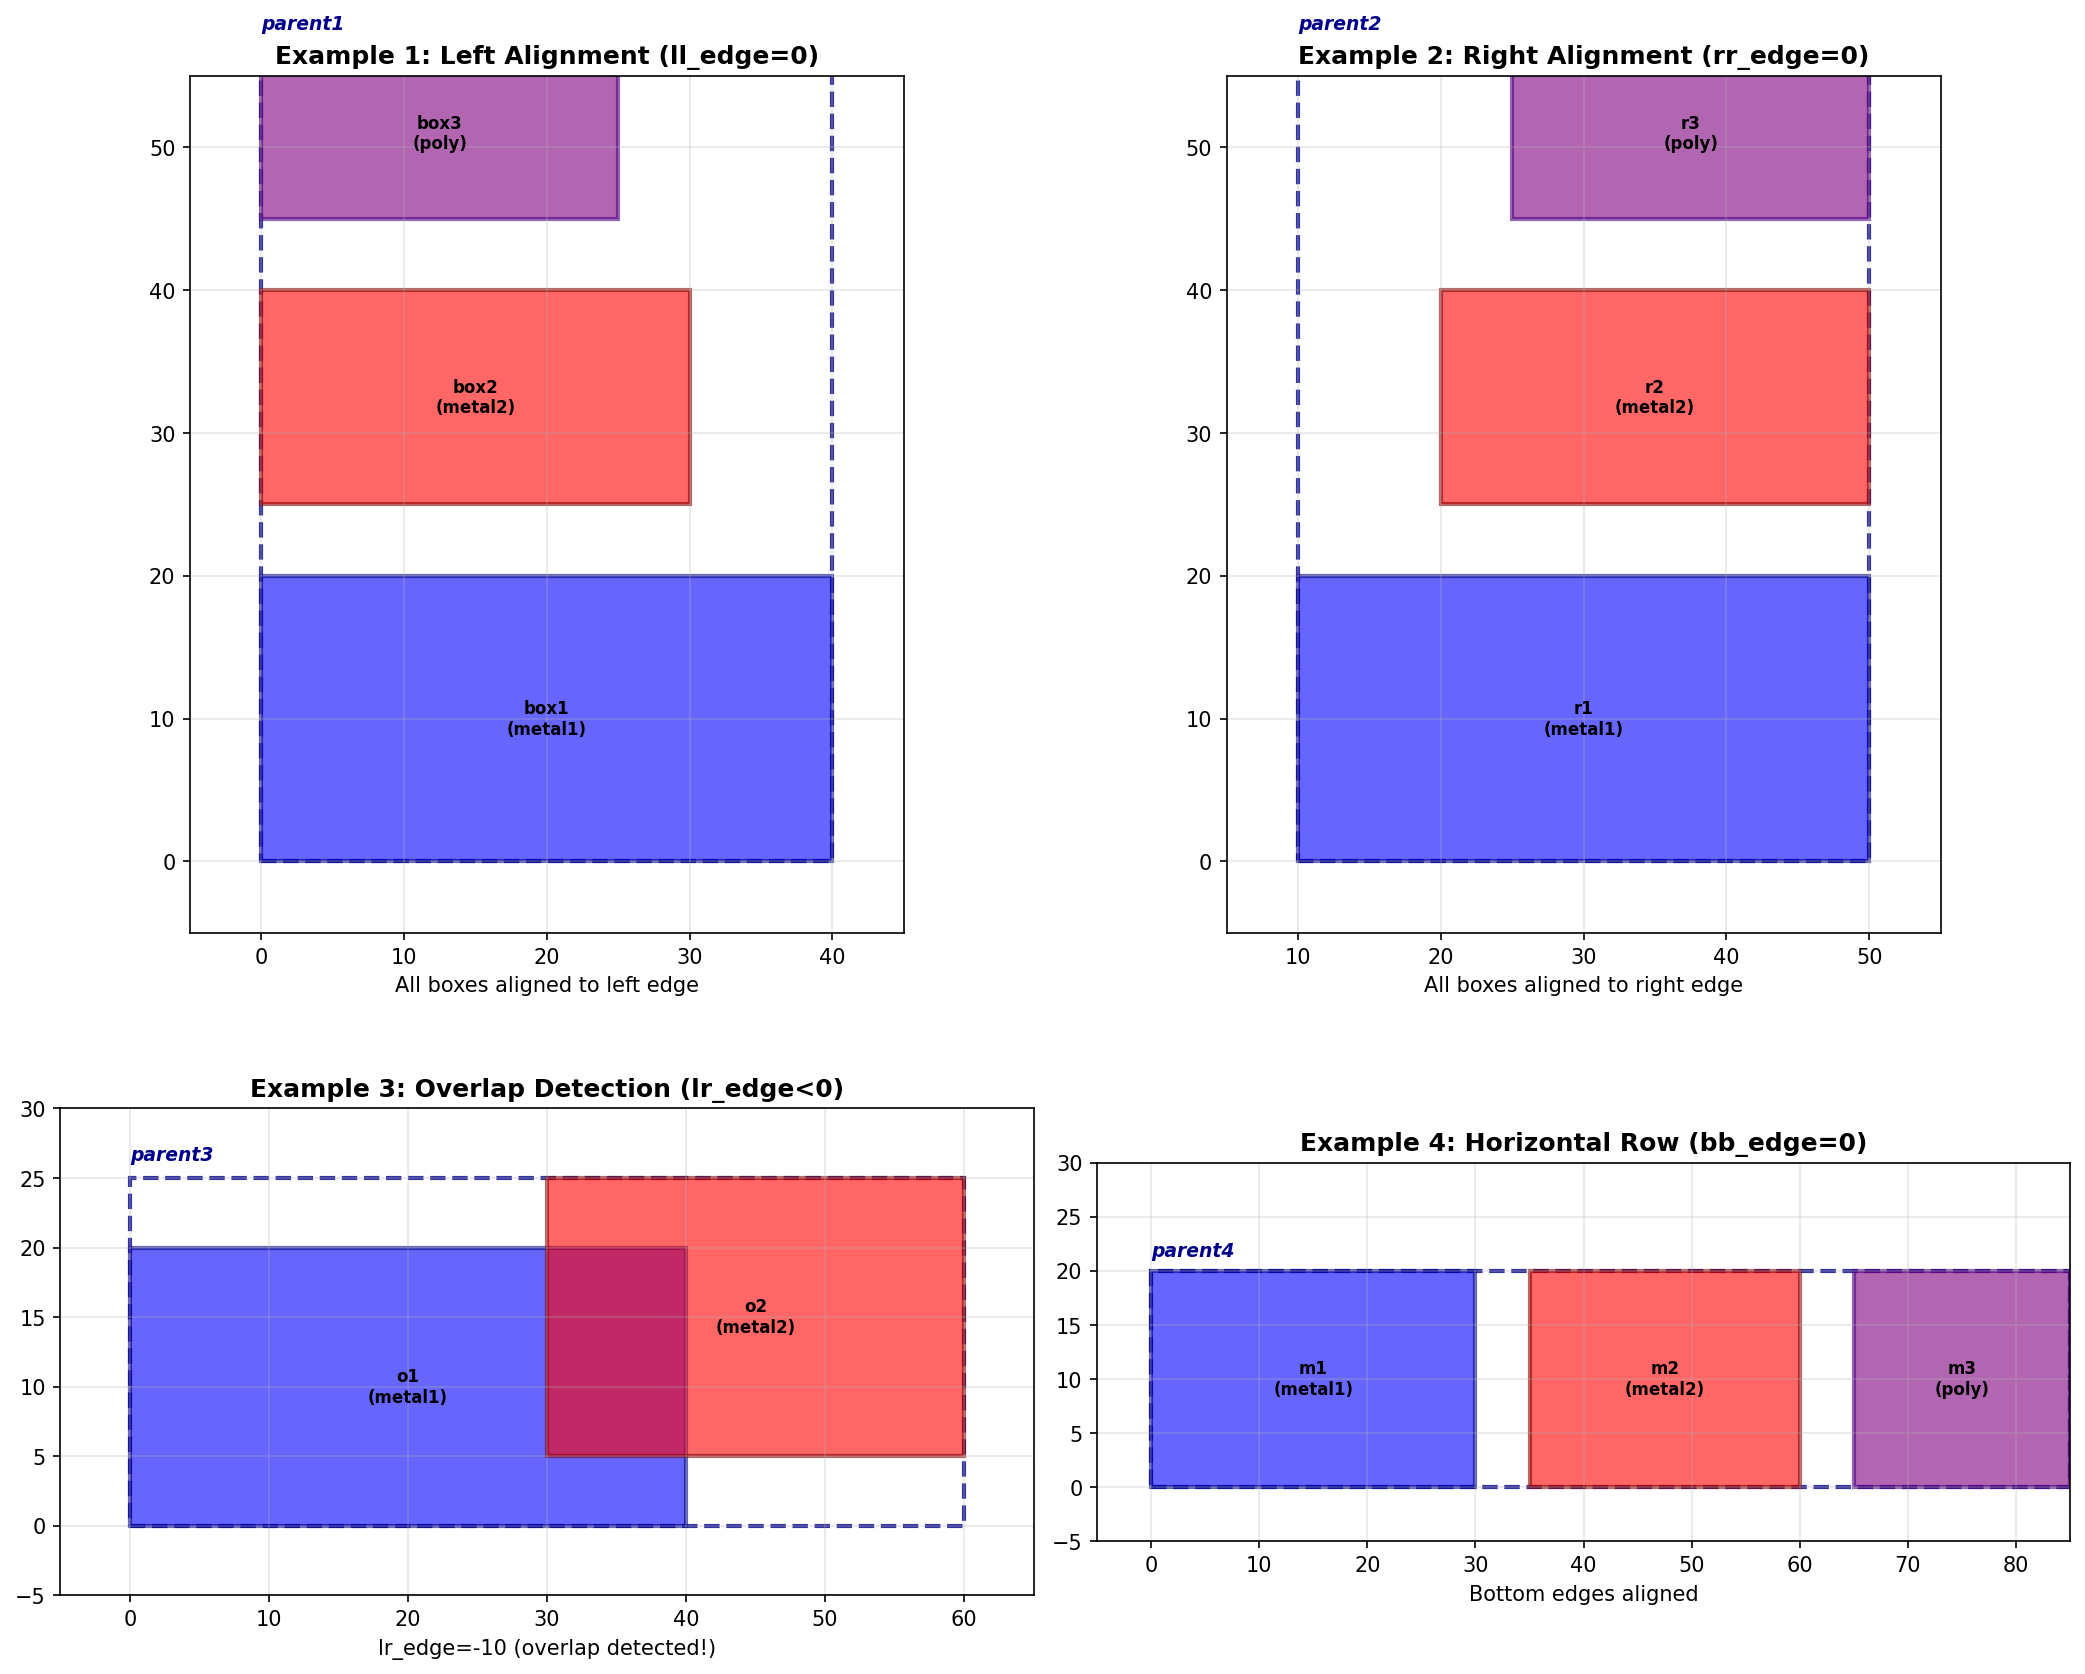 parent1
Example 1: Left Alignment (ll_edge=0)
box3
(poly)
50
40
box2
(metal2)
30
20
box1
(metal1)
10
0
0 10 20 30 40
All boxes aligned to left edge
parent2
Example 2: Right Alignment (rr_edge=0)
r3
(poly)
50
40
r2
(metal2)
30
20
r1
(metal1)
10
0
10 20 30 40 50
All boxes aligned to right edge
Example 3: Overlap Detection (lr_edge<0)
30
parent3
25
20
o2
(metal2)
15
o1
(metal1)
10
5
0
−5
0 10 20 30 40 50 60
lr_edge=-10 (overlap detected!)
Example 4: Horizontal Row (bb_edge=0)
30
25
parent4
20
15
m1
(metal1)
m2
(metal2)
m3
(poly)
10
5
0
−5
0 10 20 30 40 50 60 70 80
Bottom edges aligned